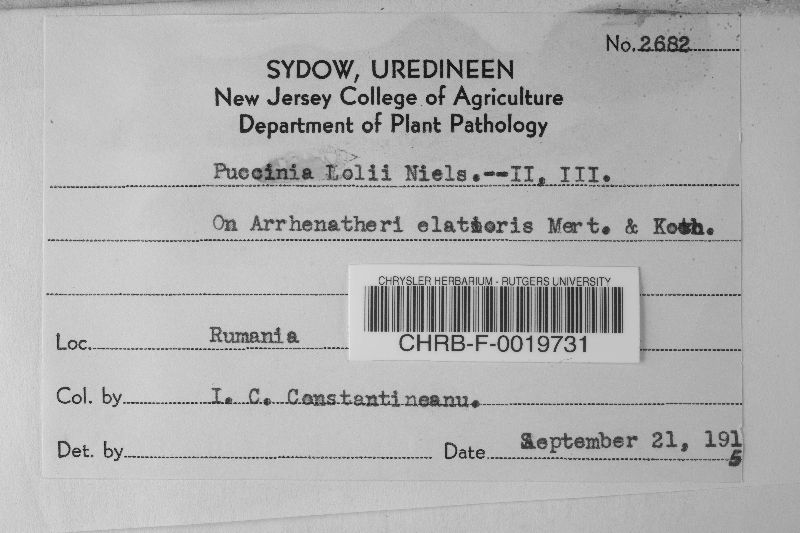 No. 2682
SYDOW, UREDINEEN
New Jersey College of Agriculture
Department of Plant Pathology
Puccinia Lolii Niels.--II, III.
On Arrhenatheri elatioris Mert. & Koch.
CHRYSLER HERBARIUM - RUTGERS UNIVERSITY
CHRB-F-0019731
Loc. Rumania
Col. by I. C. Constantineanu.
Det. by
Date September 21, 1915